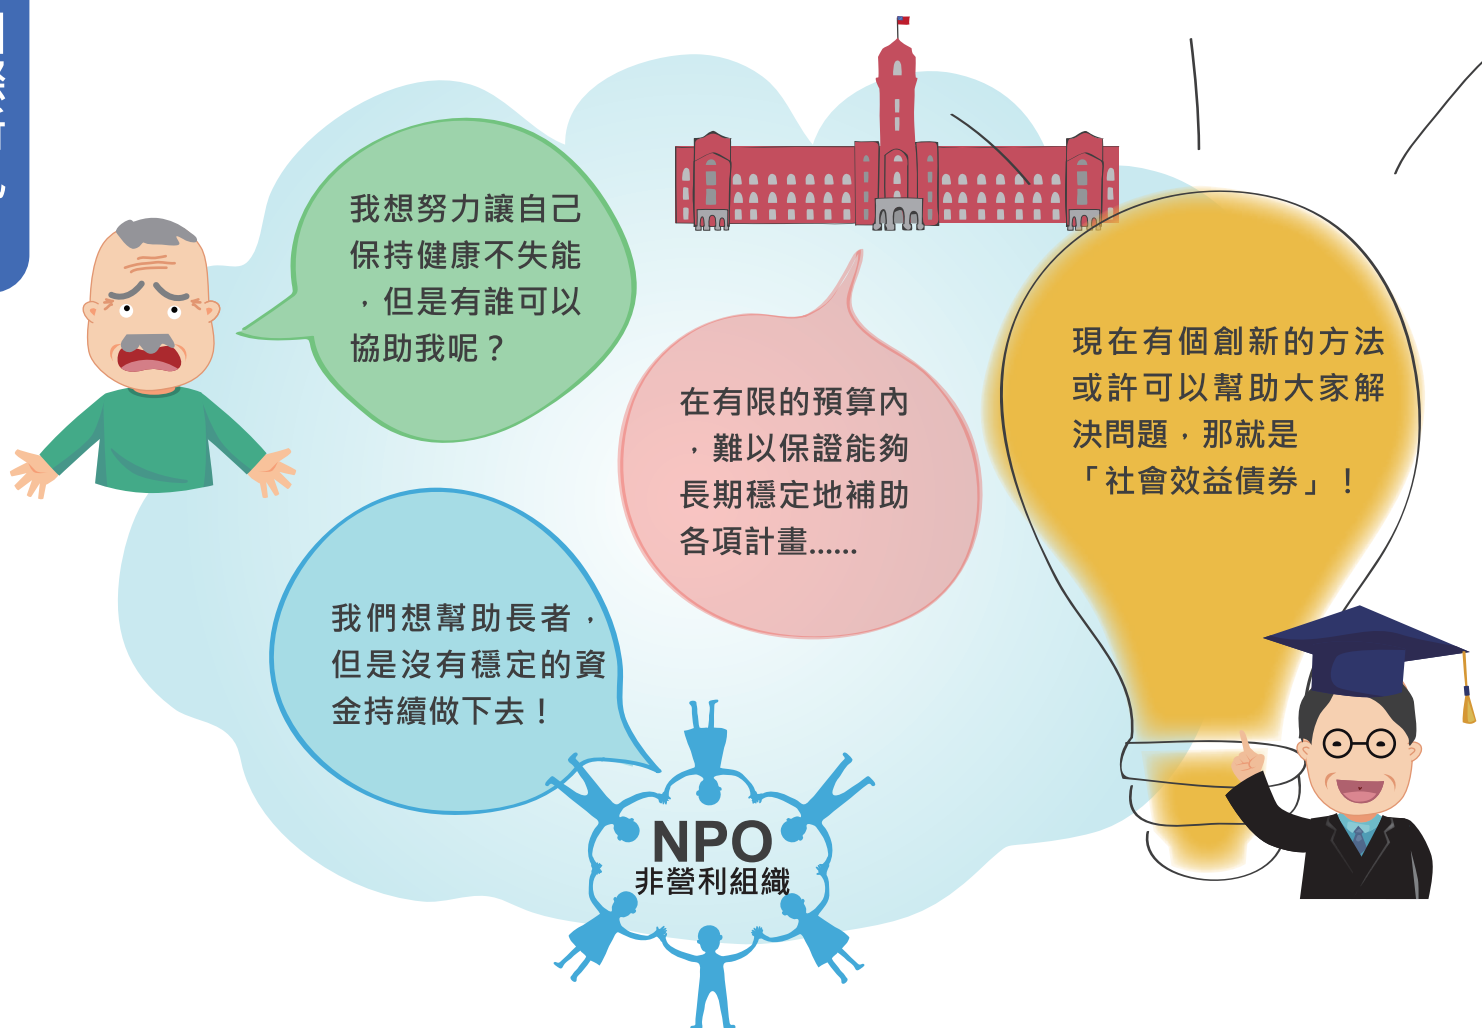 我想努力讓自己
保持健康不失能
，但是有誰可以
協助我呢？
在有限的預算內
，難以保證能夠
長期穩定地補助
各項計畫......
現在有個創新的方法
或許可以幫助大家解
決問題，那就是
「社會效益債券」！
我們想幫助長者，
但是沒有穩定的資
金持續做下去！
NPO
非營利組織